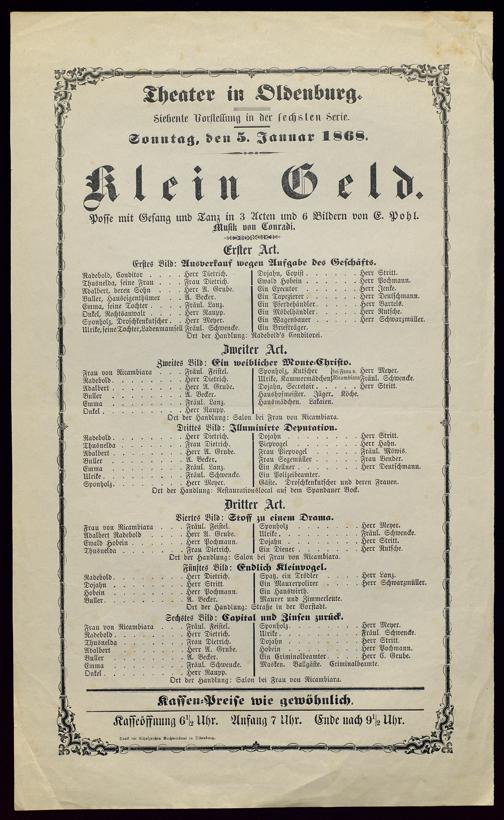 Theater in Oldenburg.
Siebente Vorstellung in der sechsten Serie.
Sonntag, den 5. Januar 1868.
Klein Geld.
Posse mit Gesang und Tanz in 3 Acten und 6 Bildern von E. Pohl.
Musik von Conradi.
Erster Act.
Erstes Bild: Ausverkauf wegen Aufgabe des Geschäfts.
Radebold, Conditor Herr Dietrich.
Thusnelda, seine Frau Frau Dietrich.
Adalbert, deren Sohn Herr A. Grube.
Buller, Hauseigenthümer A. Becker.
Emma, seine Tochter Fräul. Lanz.
Onkel, Rechtsanwalt Herr Raupp.
Sponholz, Droschkenkutscher Herr Meyer.
Ulrike, seine Tochter, Ladenmamsell Fräul. Schwencke.
Dojahn, Copist Herr Stritt.
Ewald Hobein Herr Pochmann.
Ein Executor Herr Jenke.
Ein Tapezierer Herr Deutschmann.
Ein Pferdehändler Herr Bartels.
Ein Möbelhändler Herr Rutsche.
Ein Wagenbauer Herr Schwarzmüller.
Ein Briefträger.
Ort der Handlung: Radebold's Conditorei.
Zweiter Act.
Zweites Bild: Ein weiblicher Monte-Christo.
Frau von Ricambiara Fräul. Feistel.
Radebold Herr Dietrich.
Adalbert Herr A. Grube.
Buller A. Becker.
Emma Fräul. Lanz.
Onkel Herr Raupp.
Sponholz, Kutscher bei Frau v. Herr Meyer.
Ulrike, Kammermädchen Ricambiara Fräul. Schwencke.
Dojahn, Secretair Herr Stritt.
Haushofmeister. Jäger. Köche.
Hausmädchen. Lakaien.
Ort der Handlung: Salon bei Frau von Ricambiara.
Drittes Bild: Illuminirte Deputation.
Radebold Herr Dietrich.
Thusnelda Frau Dietrich.
Adalbert Herr A. Grube.
Buller A. Becker.
Emma Fräul. Lanz.
Ulrike Fräul. Schwencke.
Sponholz Herr Meyer.
Dojahn Herr Stritt.
Piepvogel Herr Hahn.
Frau Piepvogel Fräul. Möwis.
Frau Segemüller Frau Bender.
Ein Kellner Herr Deutschmann.
Ein Polizeibeamter.
Gäste. Droschkenkutscher und deren Frauen.
Ort der Handlung: Restaurationslocal auf dem Spandauer Bock.
Dritter Act.
Viertes Bild: Stoff zu einem Drama.
Frau von Ricambiara Fräul. Feistel.
Adalbert Radebold Herr A. Grube.
Ewald Hobein Herr Pochmann.
Thusnelda Frau Dietrich.
Sponholz Herr Meyer.
Ulrike Fräul. Schwencke.
Dojahn Herr Stritt.
Ein Diener Herr Rutsche.
Ort der Handlung: Salon bei Frau von Ricambiara.
Fünftes Bild: Endlich Kleinvogel.
Radebold Herr Dietrich.
Dojahn Herr Stritt.
Hobein Herr Pochmann.
Buller A. Becker.
Spatz, ein Trödler Herr Lanz.
Ein Maurerpolirer Herr Schwarzmüller.
Ein Hauswirth.
Maurer und Zimmerleute.
Ort der Handlung: Straße in der Vorstadt.
Sechstes Bild: Capital und Zinsen zurück.
Frau von Ricambiara Fräul. Feistel.
Radebold Herr Dietrich.
Thusnelda Frau Dietrich.
Adalbert Herr A. Grube.
Buller A. Becker.
Emma Fräul. Schwencke.
Onkel Herr Raupp.
Sponholz Herr Meyer.
Ulrike Fräul. Schwencke.
Dojahn Herr Stritt.
Hobein Herr Pochmann.
Ein Criminalbeamter Herr C. Grube.
Masken. Ballgäste. Criminalbeamte.
Ort der Handlung: Salon bei Frau von Ricambiara.
Kassen-Preise wie gewöhnlich.
Kassöffnung 6½ Uhr. Anfang 7 Uhr. Ende nach 9½ Uhr.